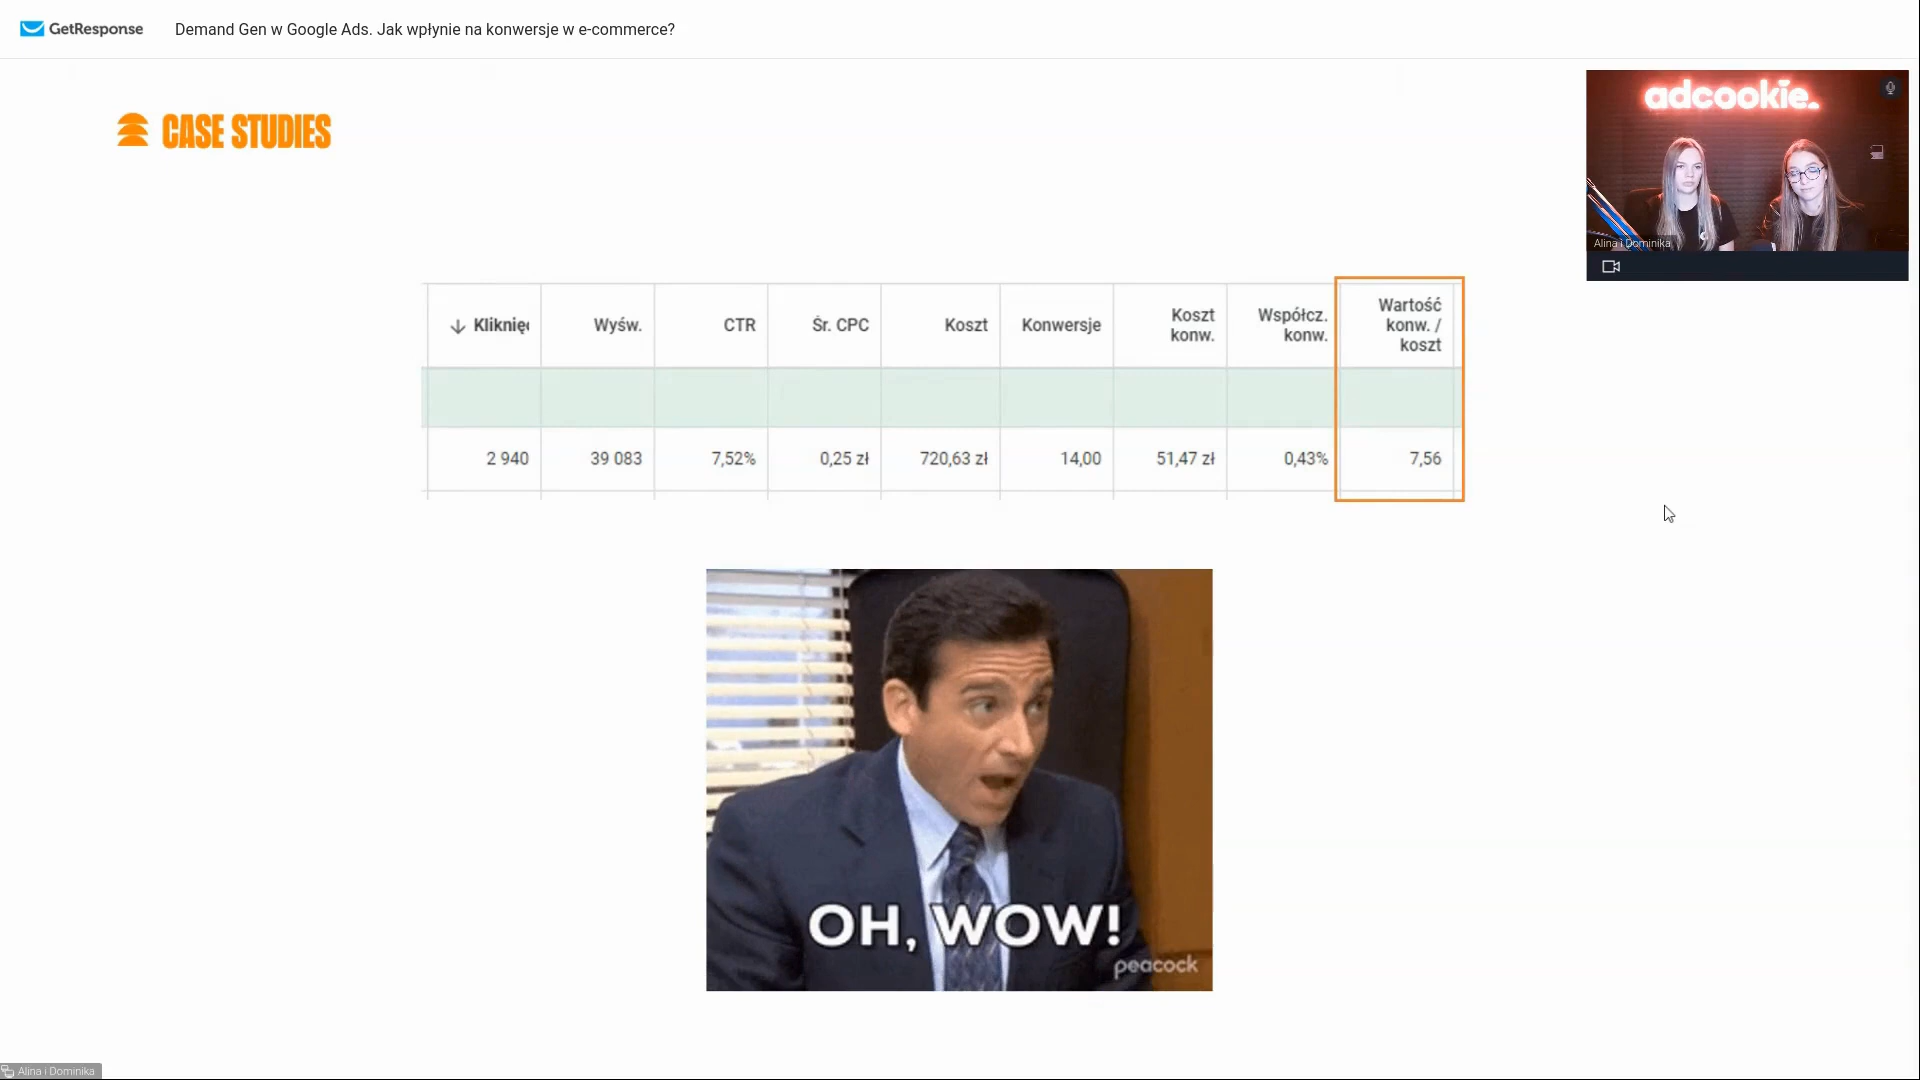 GetResponse
Demand Gen w Google Ads. Jak wpłynie na konwersje w e-commerce?
CASE STUDIES
adcookie.
Alina i Dominika
Kliknięć Wyśw. CTR Śr. CPC Koszt Konwersje Koszt konw. Współcz. konw. Wartość konw. / koszt
2 940 39 083 7,52% 0,25 zł 720,63 zł 14,00 51,47 zł 0,43% 7,56
OH, WOW!
peacock
Alina i Dominika